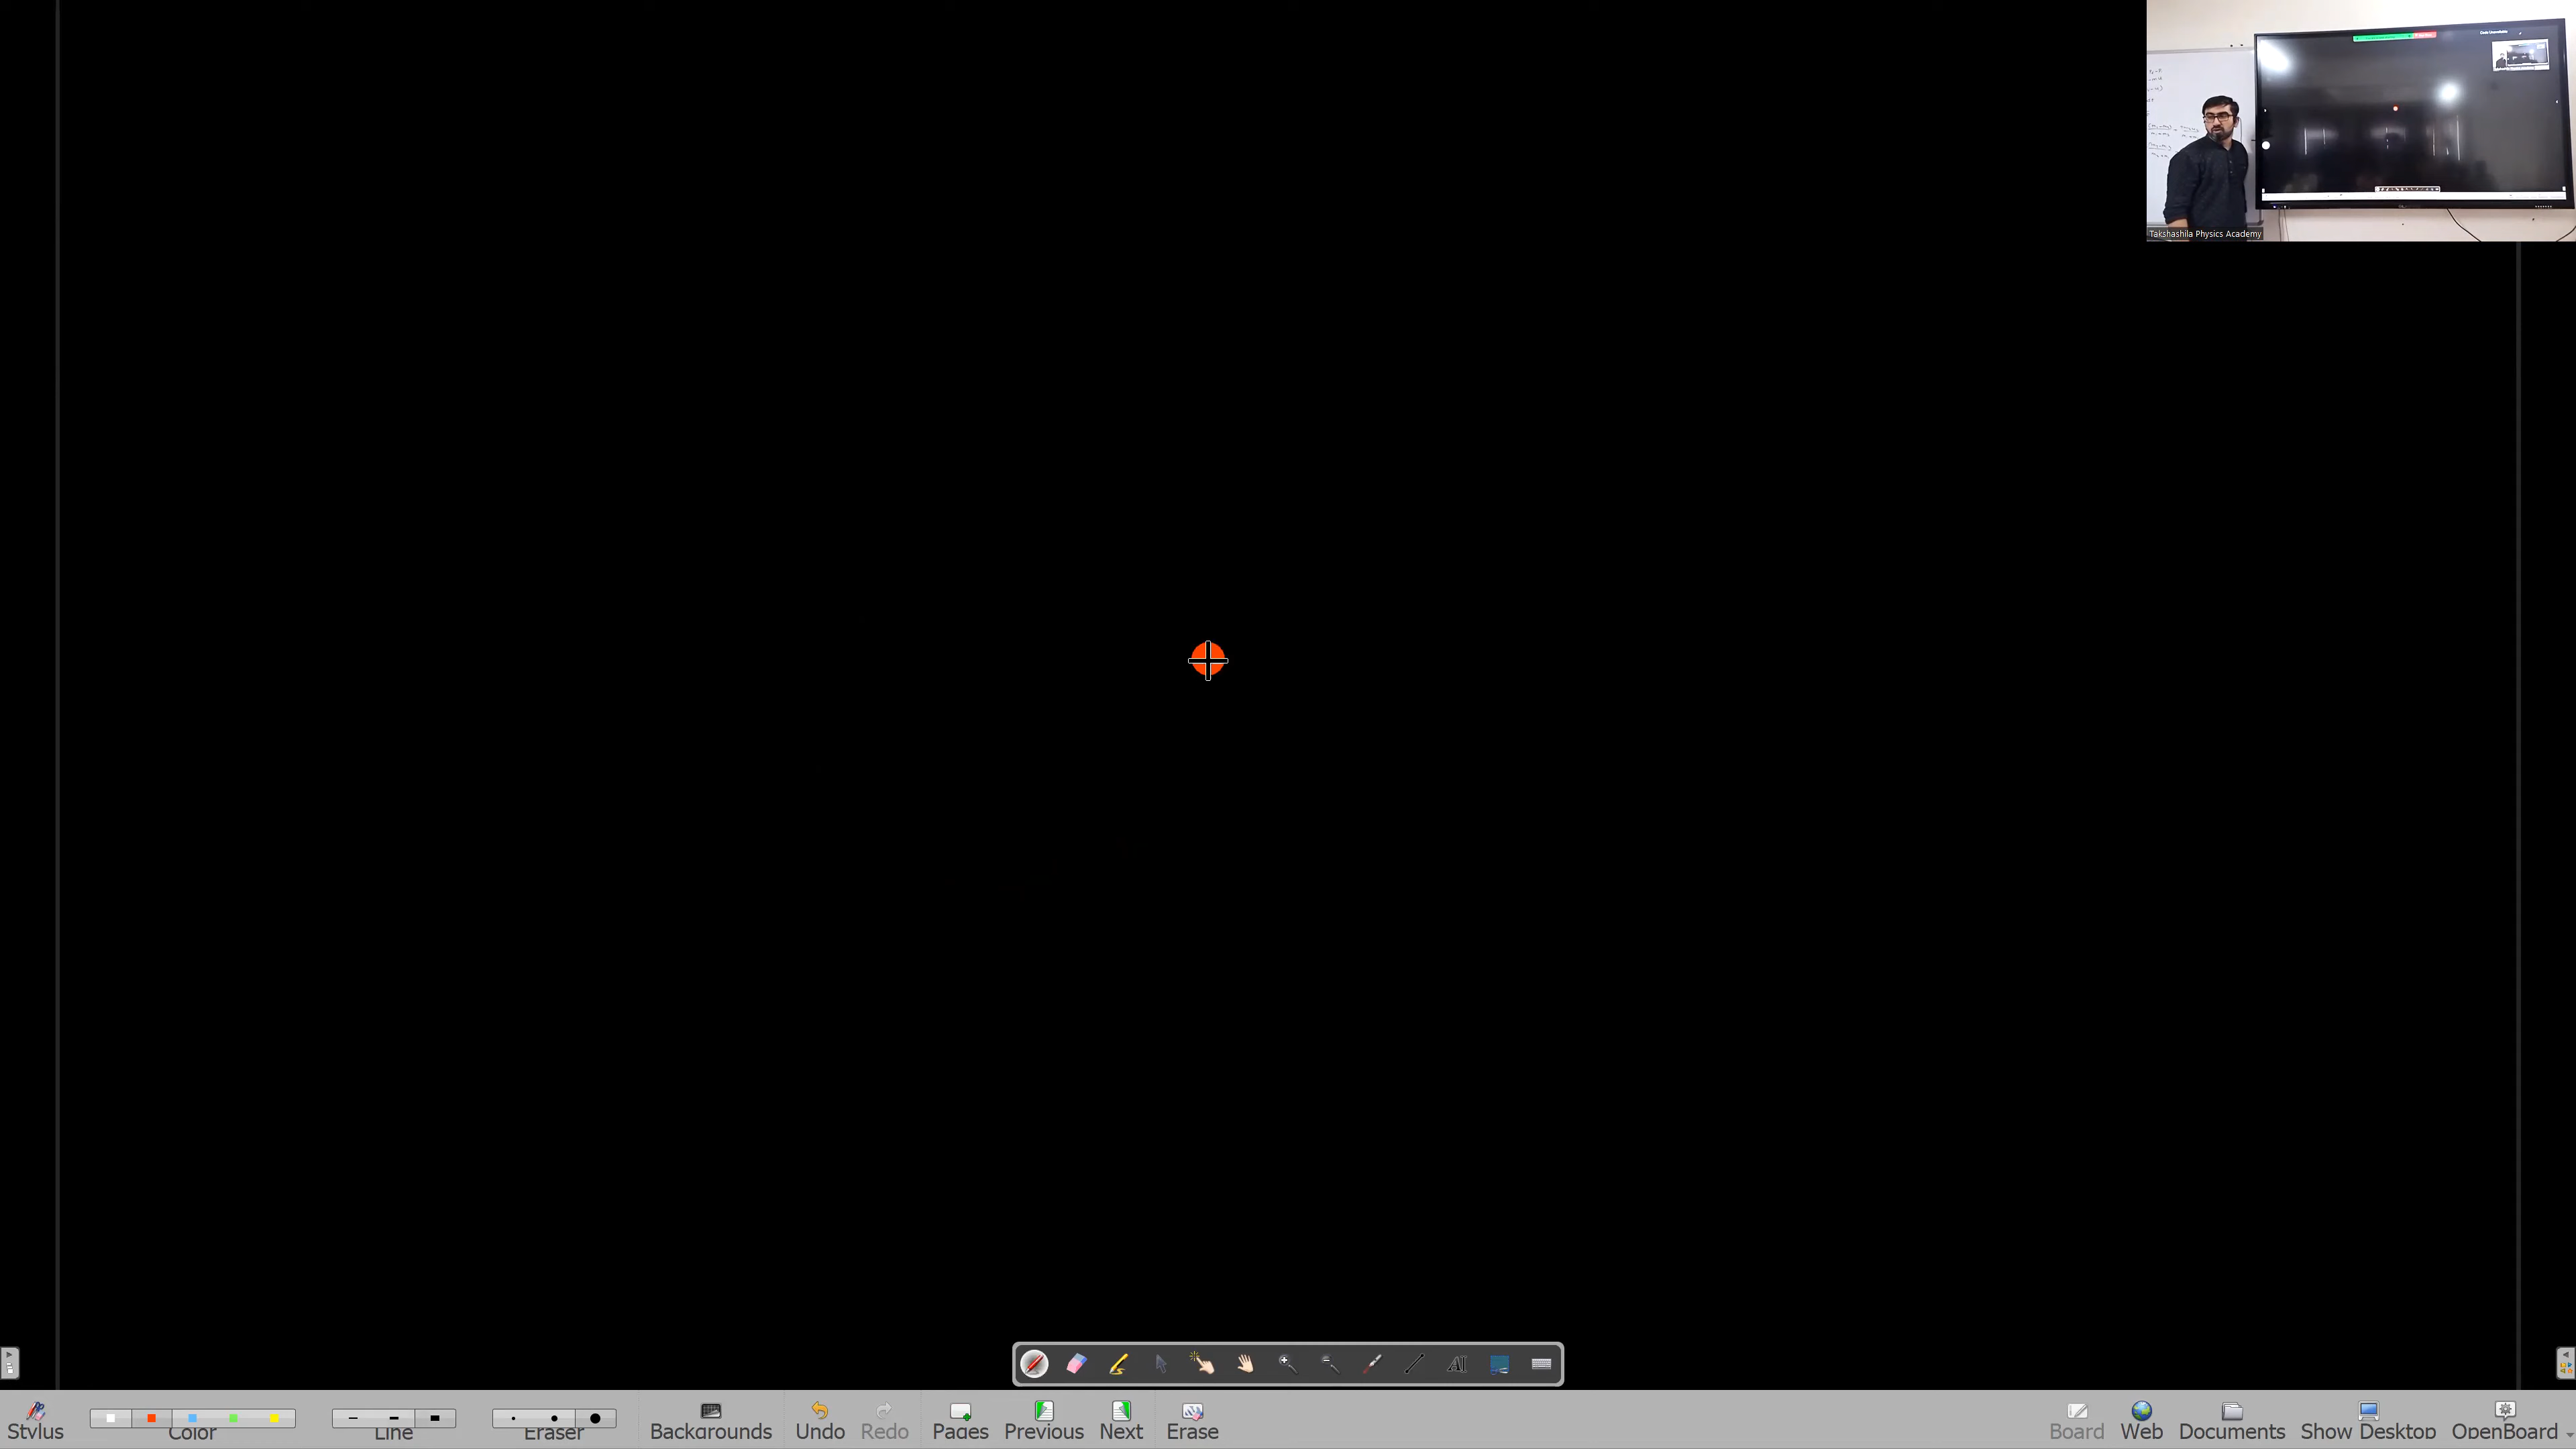 Takshashila Physics Academy
Stylus
Color
Line
Eraser
Backgrounds
Undo
Redo
Pages
Previous
Next
Erase
Board
Web
Documents
Show Desktop
OpenBoard